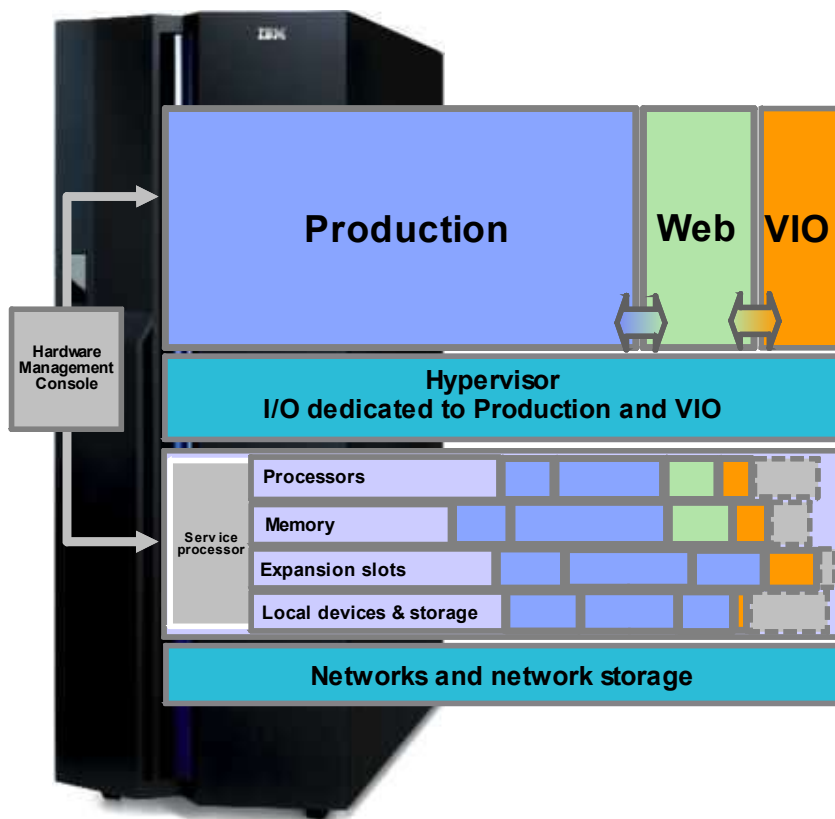 IBM
Production
Web
VIO
Hardware
Management
Console
Hypervisor
I/O dedicated to Production and VIO
Service
processor
Processors
Memory
Expansion slots
Local devices & storage
Networks and network storage